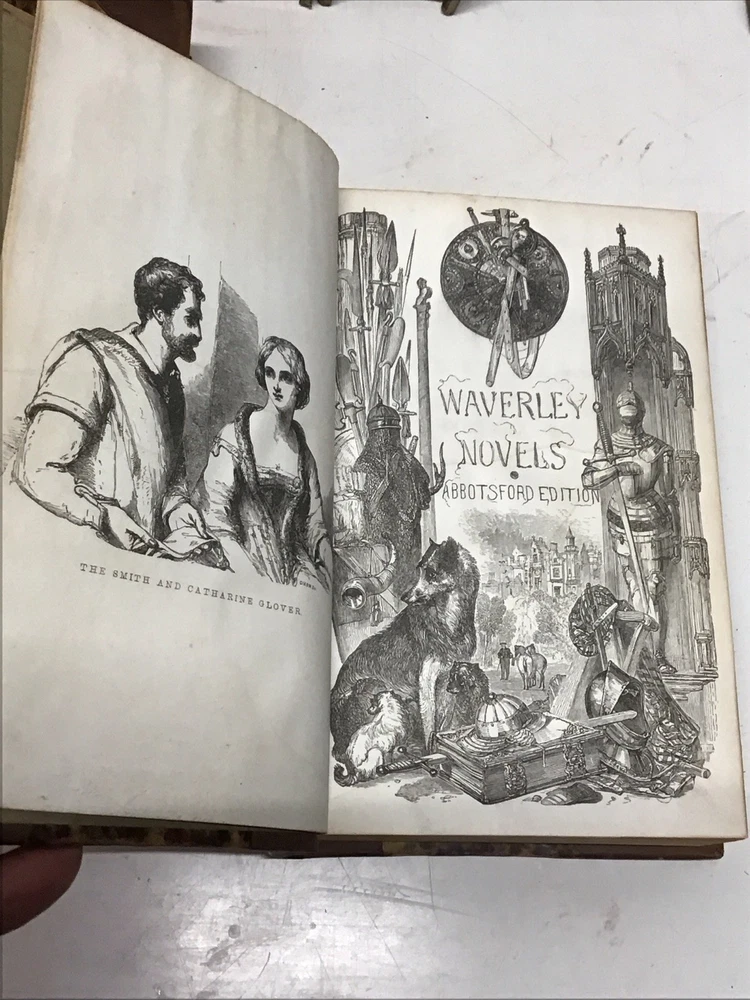 THE SMITH AND CATHARINE GLOVER.
WAVERLEY
NOVELS
ABBOTSFORD EDITION